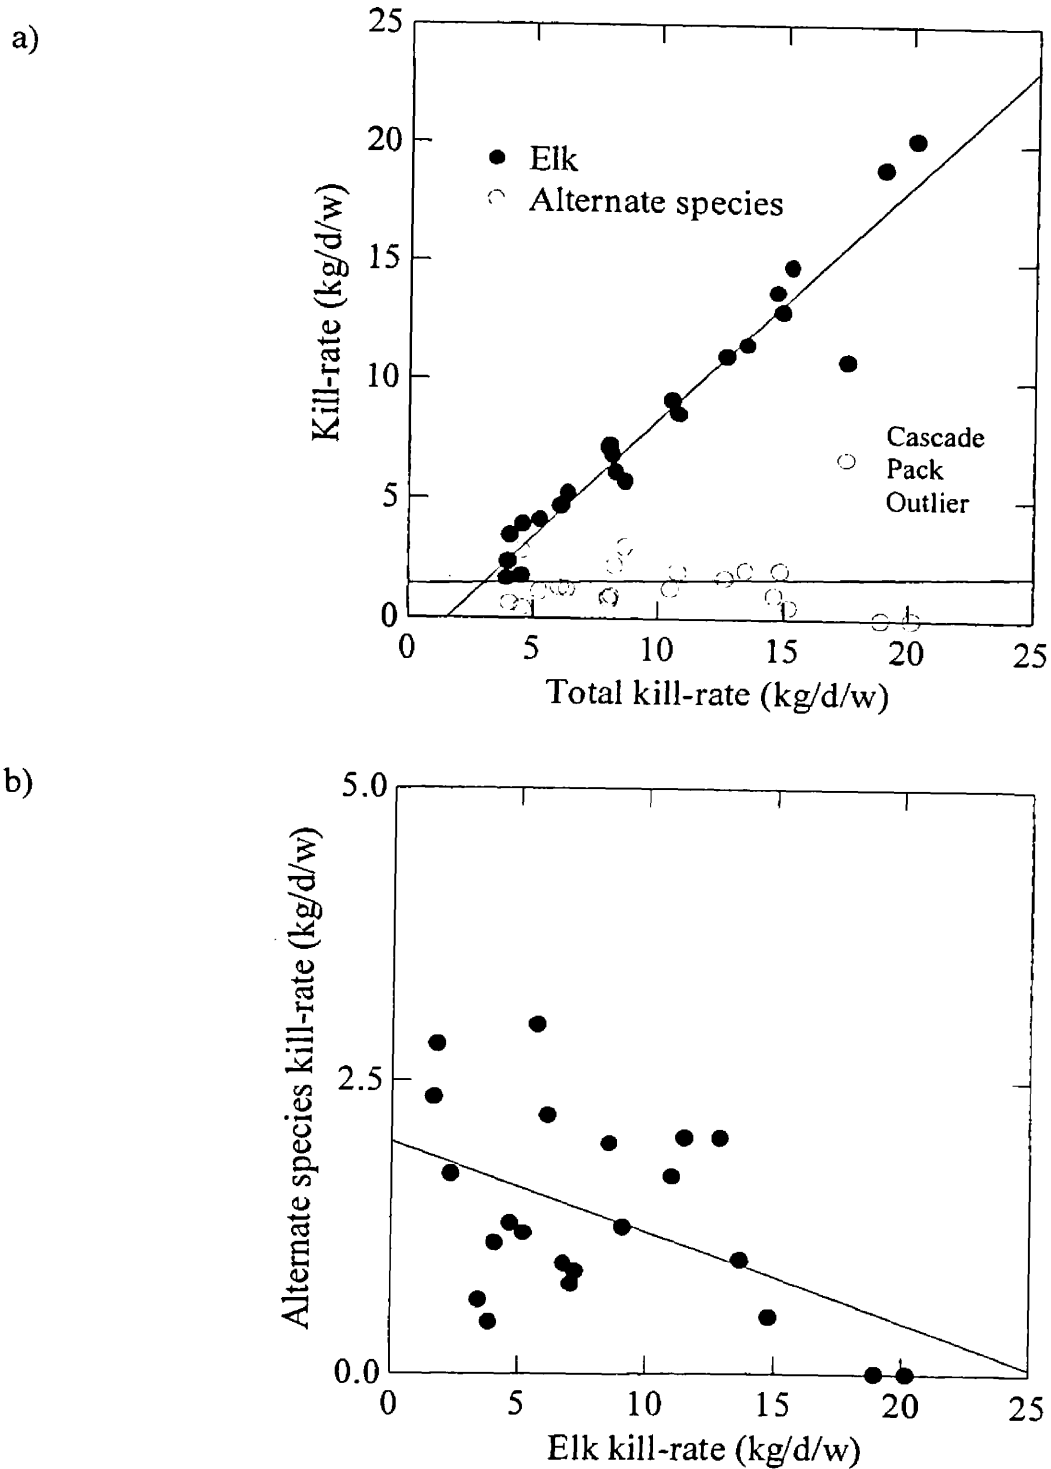 a)
25
20
15
10
5
0
Kill-rate (kg/d/w)
Elk
Alternate species
Cascade
Pack
Outlier
0 5 10 15 20 25
Total kill-rate (kg/d/w)
b)
5.0
2.5
0.0
Alternate species kill-rate (kg/d/w)
0 5 10 15 20 25
Elk kill-rate (kg/d/w)